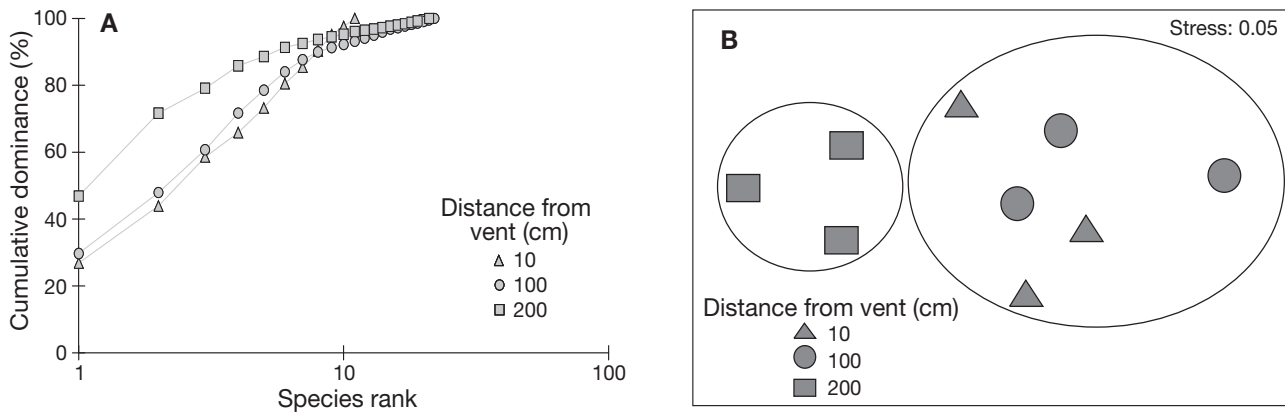 A
Cumulative dominance (%)
100
80
60
40
20
0
1
10
100
Species rank
Distance from
vent (cm)
10
100
200
B
Stress: 0.05
Distance from vent (cm)
10
100
200